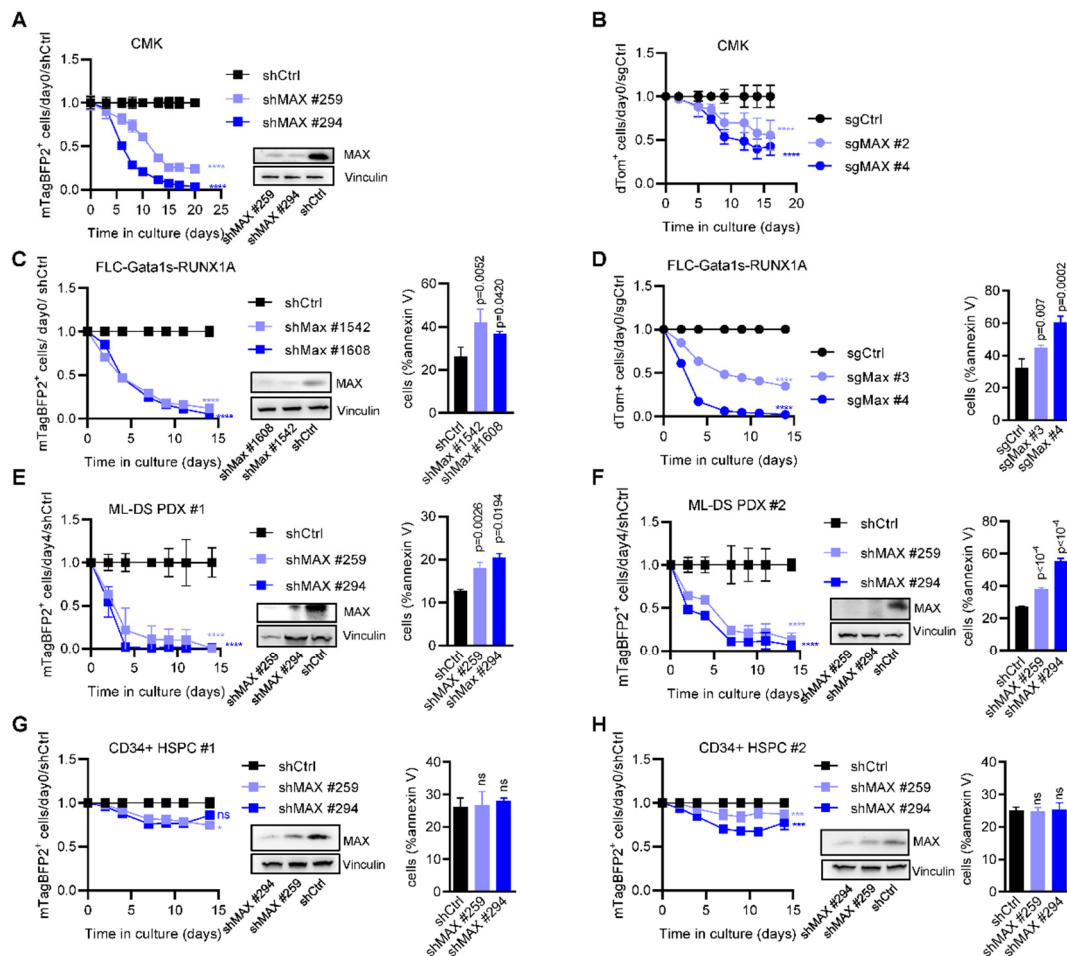 A
CMK
mTagBFP2+ cells/day0/shCtrl
1.5
1.0
0.5
0.0
0 5 10 15 20 25
Time in culture (days)
shCtrl
shMAX #259
shMAX #294
****
****
MAX
Vinculin
shMAX #259
shMAX #294
shCtrl
B
CMK
dTom+ cells/day0/sgCtrl
1.5
1.0
0.5
0.0
0 5 10 15 20
Time in culture (days)
sgCtrl
sgMAX #2
sgMAX #4
****
****
C
FLC-Gata1s-RUNX1A
mTagBFP2+ cells/ day0/ shCtrl
1.5
1.0
0.5
0.0
0 5 10 15
Time in culture (days)
shCtrl
shMax #1542
shMax #1608
****
****
MAX
Vinculin
shMax #1608
shMax #1542
shCtrl
cells (%annexin V)
60
40
20
0
p=0.0052
p=0.0420
shCtrl
shMax #1542
shMax #1608
D
FLC-Gata1s-RUNX1A
dTom+ cells/day0/sgCtrl
1.5
1.0
0.5
0.0
0 5 10 15
Time in culture (days)
sgCtrl
sgMax #3
sgMax #4
****
****
cells (%annexin V)
80
60
40
20
0
p=0.007
p=0.0002
sgCtrl
sgMax #3
sgMax #4
E
ML-DS PDX #1
mTagBFP2+ cells/day4/shCtrl
1.5
1.0
0.5
0.0
0 5 10 15
Time in culture (days)
shCtrl
shMAX #259
shMAX #294
****
****
MAX
Vinculin
shMAX #259
shMAX #294
shCtrl
cells (%annexin V)
30
20
10
0
p=0.0026
p=0.0194
shCtrl
shMAX #259
shMax #294
F
ML-DS PDX #2
mTagBFP2+ cells/day4/shCtrl
1.5
1.0
0.5
0.0
0 5 10 15
Time in culture (days)
shCtrl
shMAX #259
shMAX #294
****
****
MAX
Vinculin
shMAX #259
shMAX #294
shCtrl
cells (%annexin V)
80
60
40
20
0
p<10-4
p<10-4
shCtrl
shMAX #259
shMAX #294
G
CD34+ HSPC #1
mTagBFP2+ cells/day0/shCtrl
1.5
1.0
0.5
0.0
0 5 10 15
Time in culture (days)
shCtrl
shMAX #259
shMAX #294
ns
*
MAX
Vinculin
shMAX #294
shMAX #259
shCtrl
cells (%annexin V)
40
30
20
10
0
ns
ns
shCtrl
shMAX #259
shMAX #294
H
CD34+ HSPC #2
mTagBFP2+ cells/day0/shCtrl
1.5
1.0
0.5
0.0
0 5 10 15
Time in culture (days)
shCtrl
shMAX #259
shMAX #294
***
***
MAX
Vinculin
shMAX #294
shMAX #259
shCtrl
cells (%annexin V)
40
30
20
10
0
ns
ns
shCtrl
shMAX #259
shMAX #294